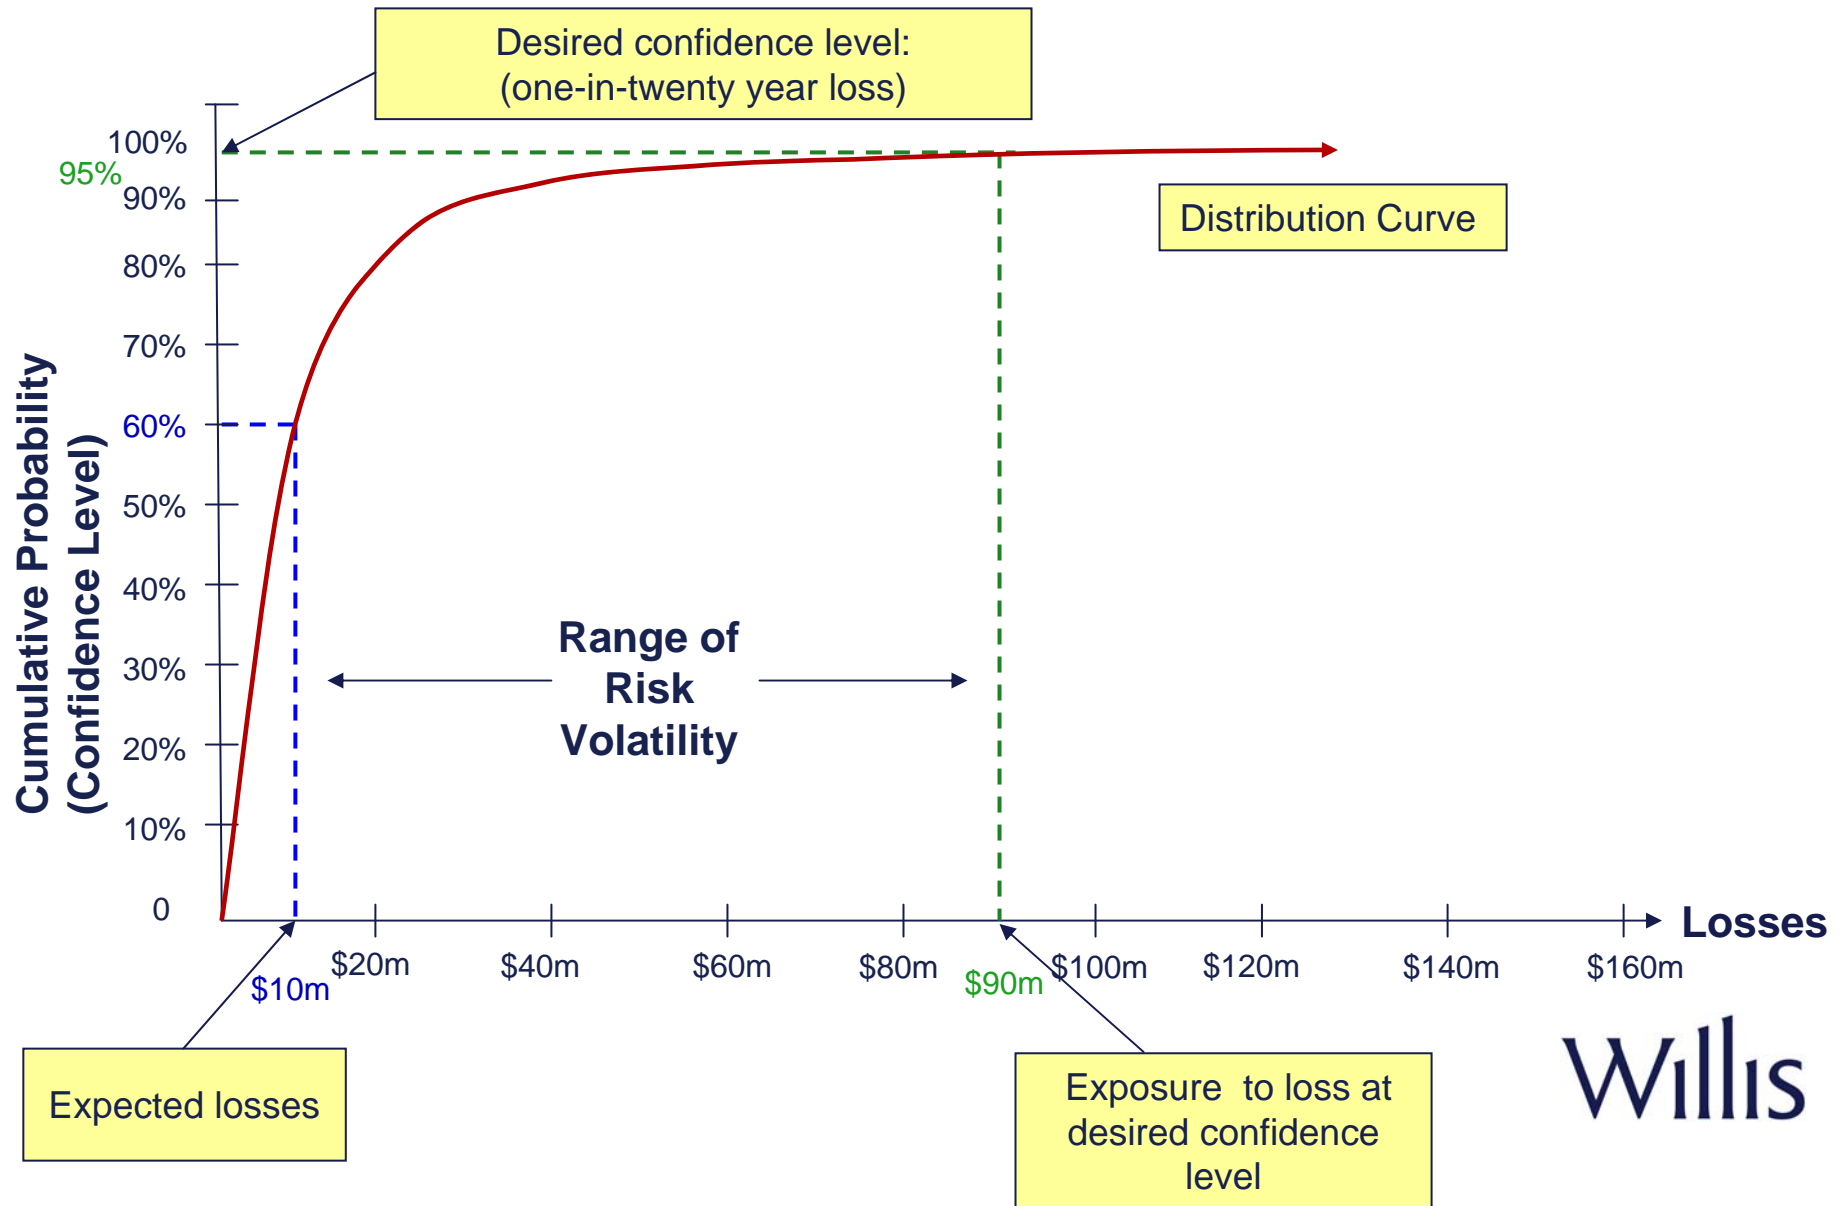 Desired confidence level:
(one-in-twenty year loss)
100%
95%
90%
Distribution Curve
80%
70%
60%
50%
40%
30%
20%
10%
0
Cumulative Probability
(Confidence Level)
Range of
Risk
Volatility
Losses
$10m
$20m
$40m
$60m
$80m
$90m
$100m
$120m
$140m
$160m
Expected losses
Exposure to loss at
desired confidence
level
Willis